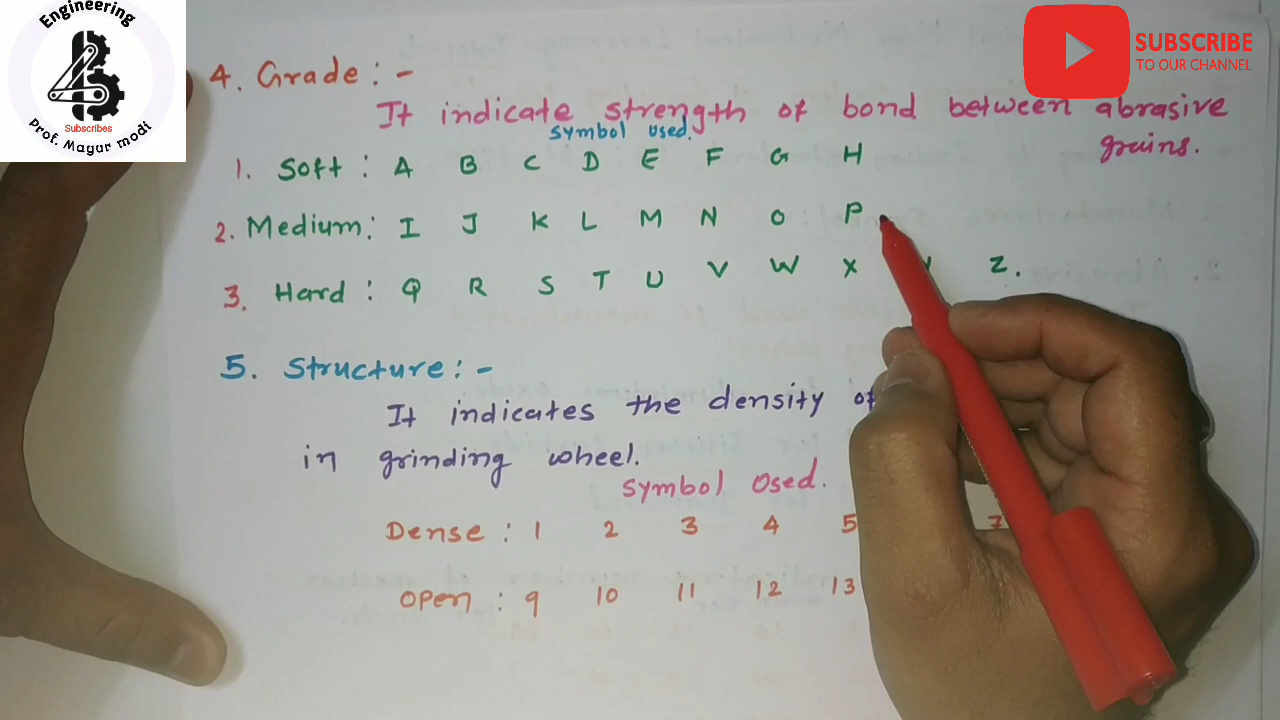 Engineering
Subscribes
Prof. Mayur modi
SUBSCRIBE
TO OUR CHANNEL
4. Grade : -
It indicate strength of bond between abrasive
grains.
Symbol Used.
1. Soft : A B C D E F G H
2. Medium : I J K L M N O P
3. Hard : Q R S T U V W X Z.
5. Structure : -
It indicates the density of
in grinding wheel.
Symbol Used.
Dense : 1 2 3 4 5 7
Open : 9 10 11 12 13